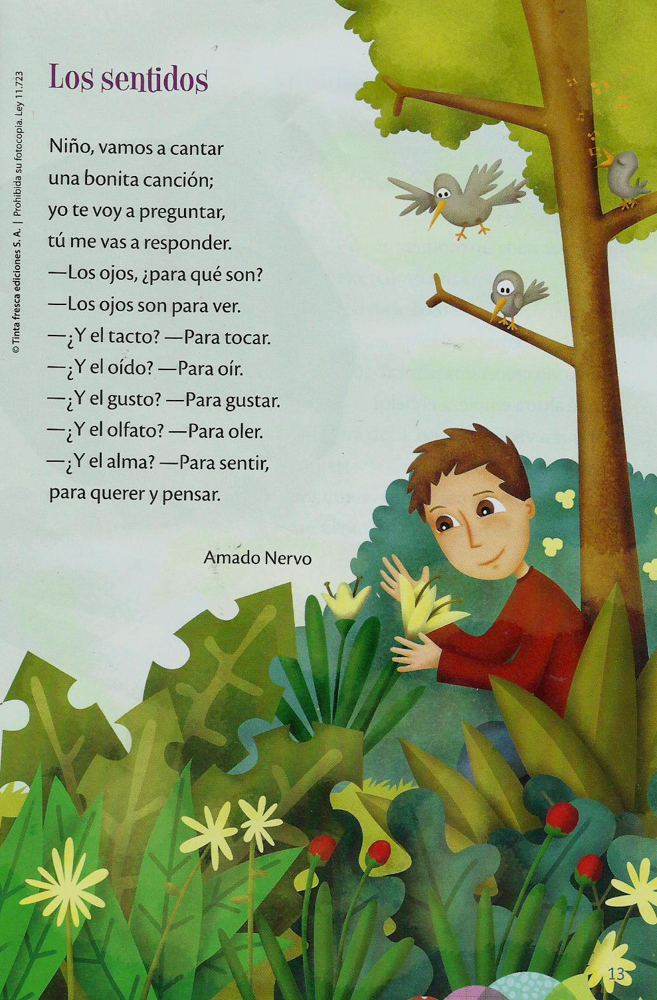 Los sentidos
Niño, vamos a cantar
una bonita canción;
yo te voy a preguntar,
tú me vas a responder.
—Los ojos, ¿para qué son?
—Los ojos son para ver.
—¿Y el tacto? —Para tocar.
—¿Y el oído? —Para oír.
—¿Y el gusto? —Para gustar.
—¿Y el olfato? —Para oler.
—¿Y el alma? —Para sentir,
para querer y pensar.
Amado Nervo
© Tinta fresca ediciones S. A. | Prohibida su fotocopia. Ley 11.723
13